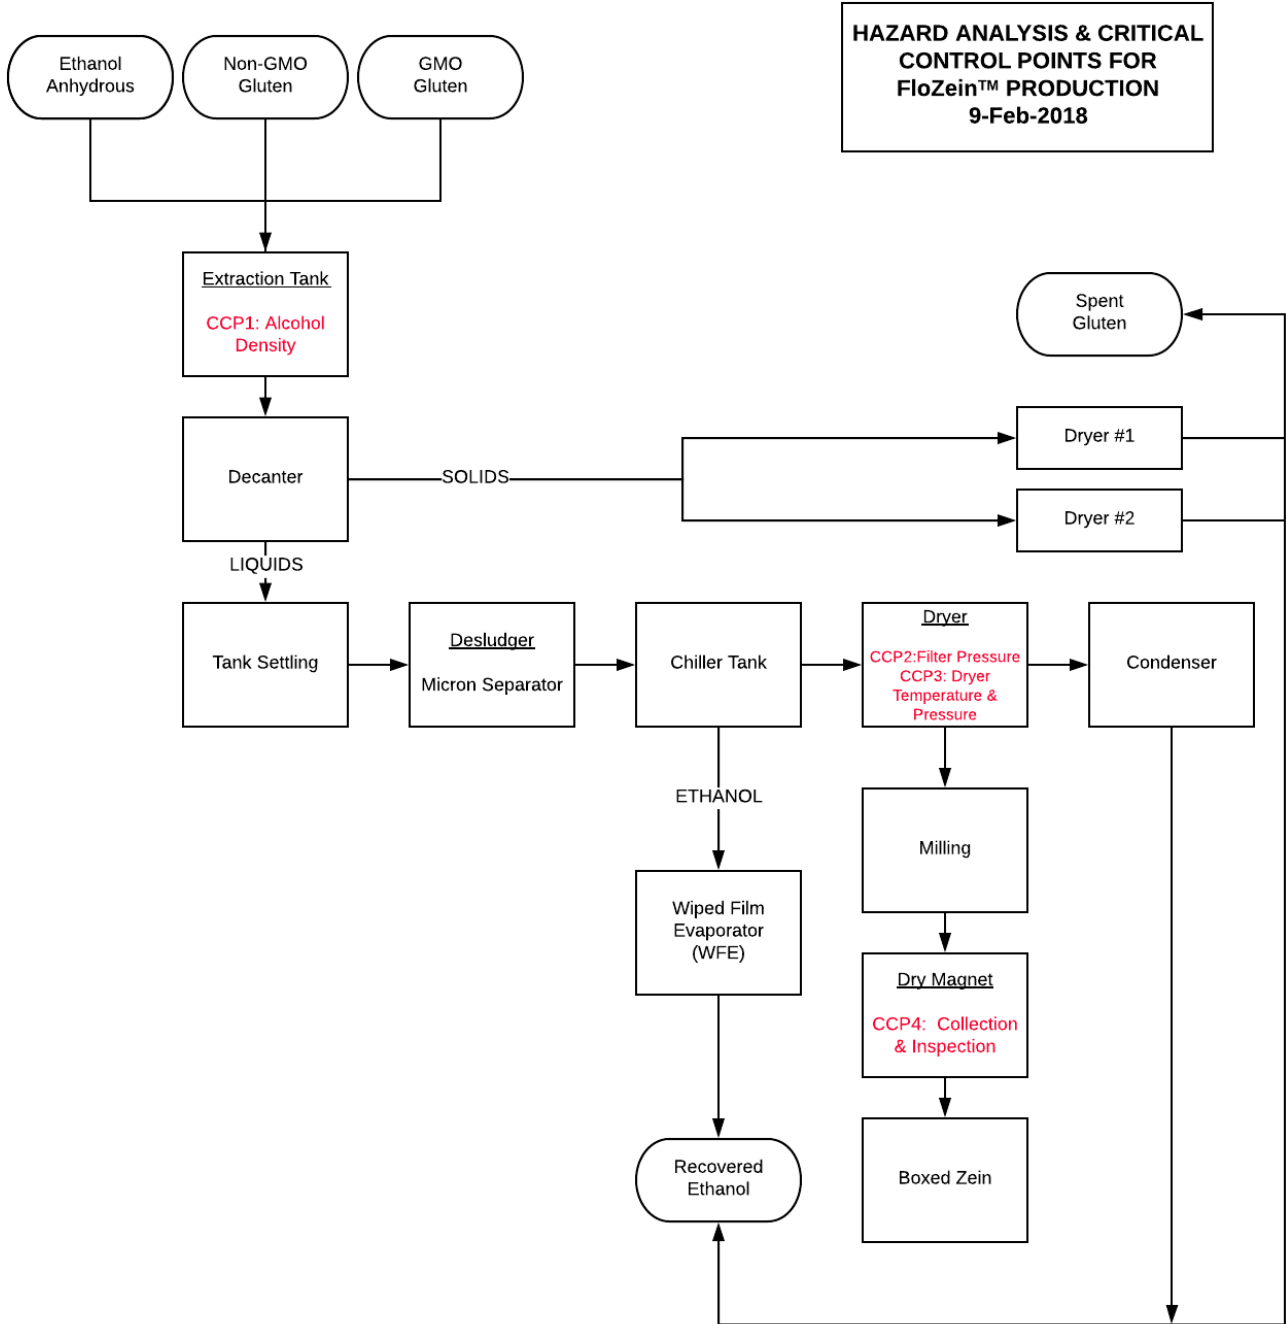 HAZARD ANALYSIS & CRITICAL
CONTROL POINTS FOR
FloZein™ PRODUCTION
9-Feb-2018
Ethanol
Anhydrous
Non-GMO
Gluten
GMO
Gluten
Extraction Tank
CCP1: Alcohol
Density
Spent
Gluten
Decanter
SOLIDS
Dryer #1
Dryer #2
LIQUIDS
Tank Settling
Desludger
Micron Separator
Chiller Tank
Dryer
CCP2:Filter Pressure
CCP3: Dryer
Temperature &
Pressure
Condenser
ETHANOL
Milling
Wiped Film
Evaporator
(WFE)
Dry Magnet
CCP4: Collection
& Inspection
Recovered
Ethanol
Boxed Zein